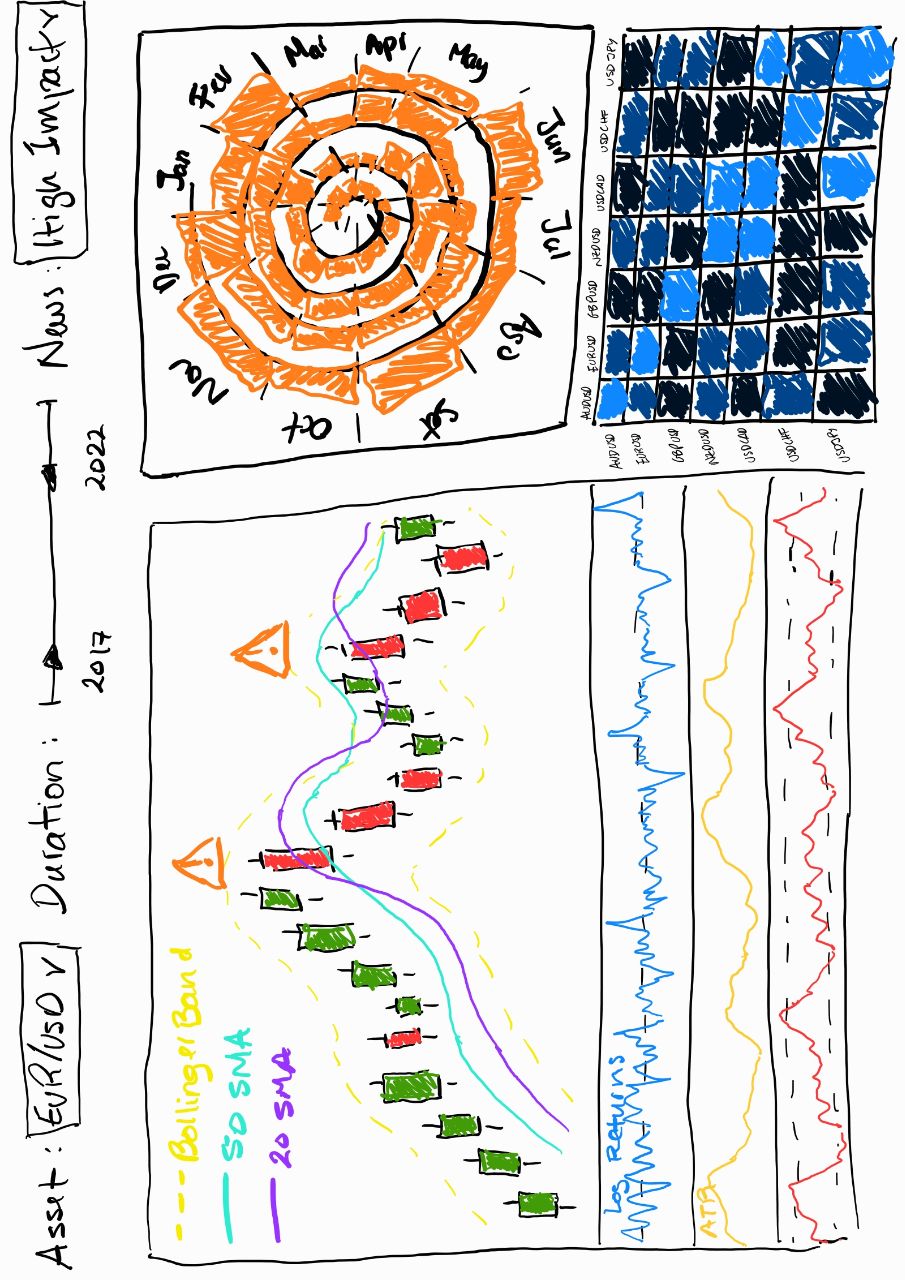 Asset : EUR/USD v Duration : 2017 2022 News : High Impact v
Bollinger Band
50 SMA
20 SMA
!
!
Log Returns
ATR
Jan
Feb
Mar
Apr
May
Jun
Jul
Sep
Oct
Nov
Dec
AUDUSD
EURUSD
GBPUSD
NZDUSD
USDCAD
USDCHF
USDJPY
AUDUSD EURUSD GBPUSD NZDUSD USDCAD USDCHF USDJPY